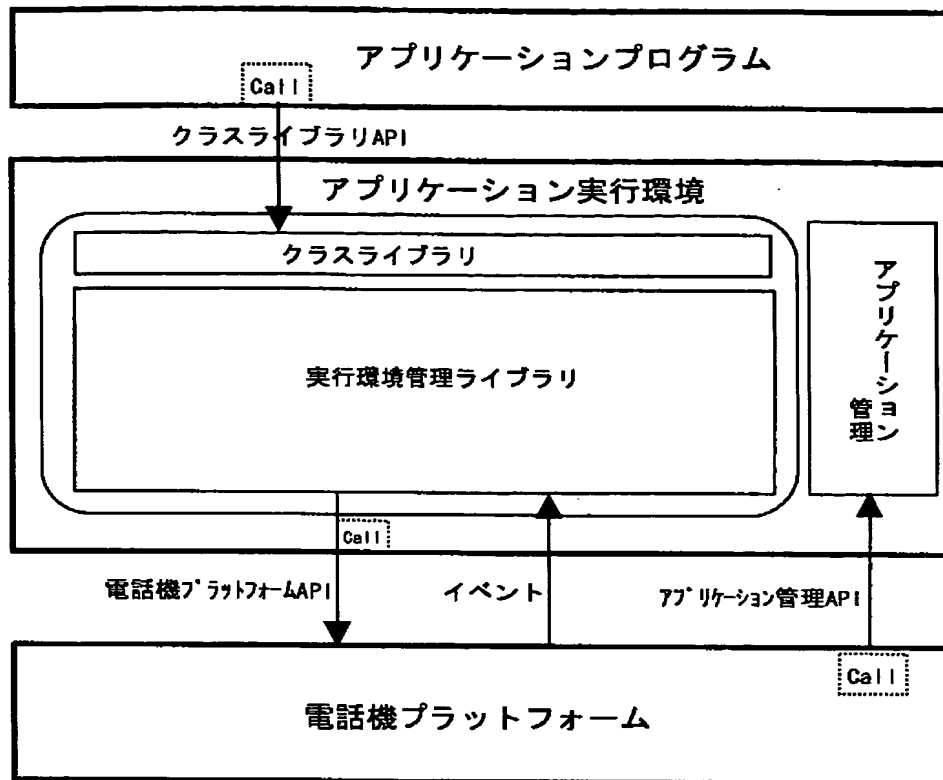 アプリケーションプログラム
Call
クラスライブラリAPI
アプリケーション実行環境
クラスライブラリ
実行環境管理ライブラリ
アプリケーション
管理
Call
電話機プラットフォームAPI
イベント
アプリケーション管理API
Call
電話機プラットフォーム